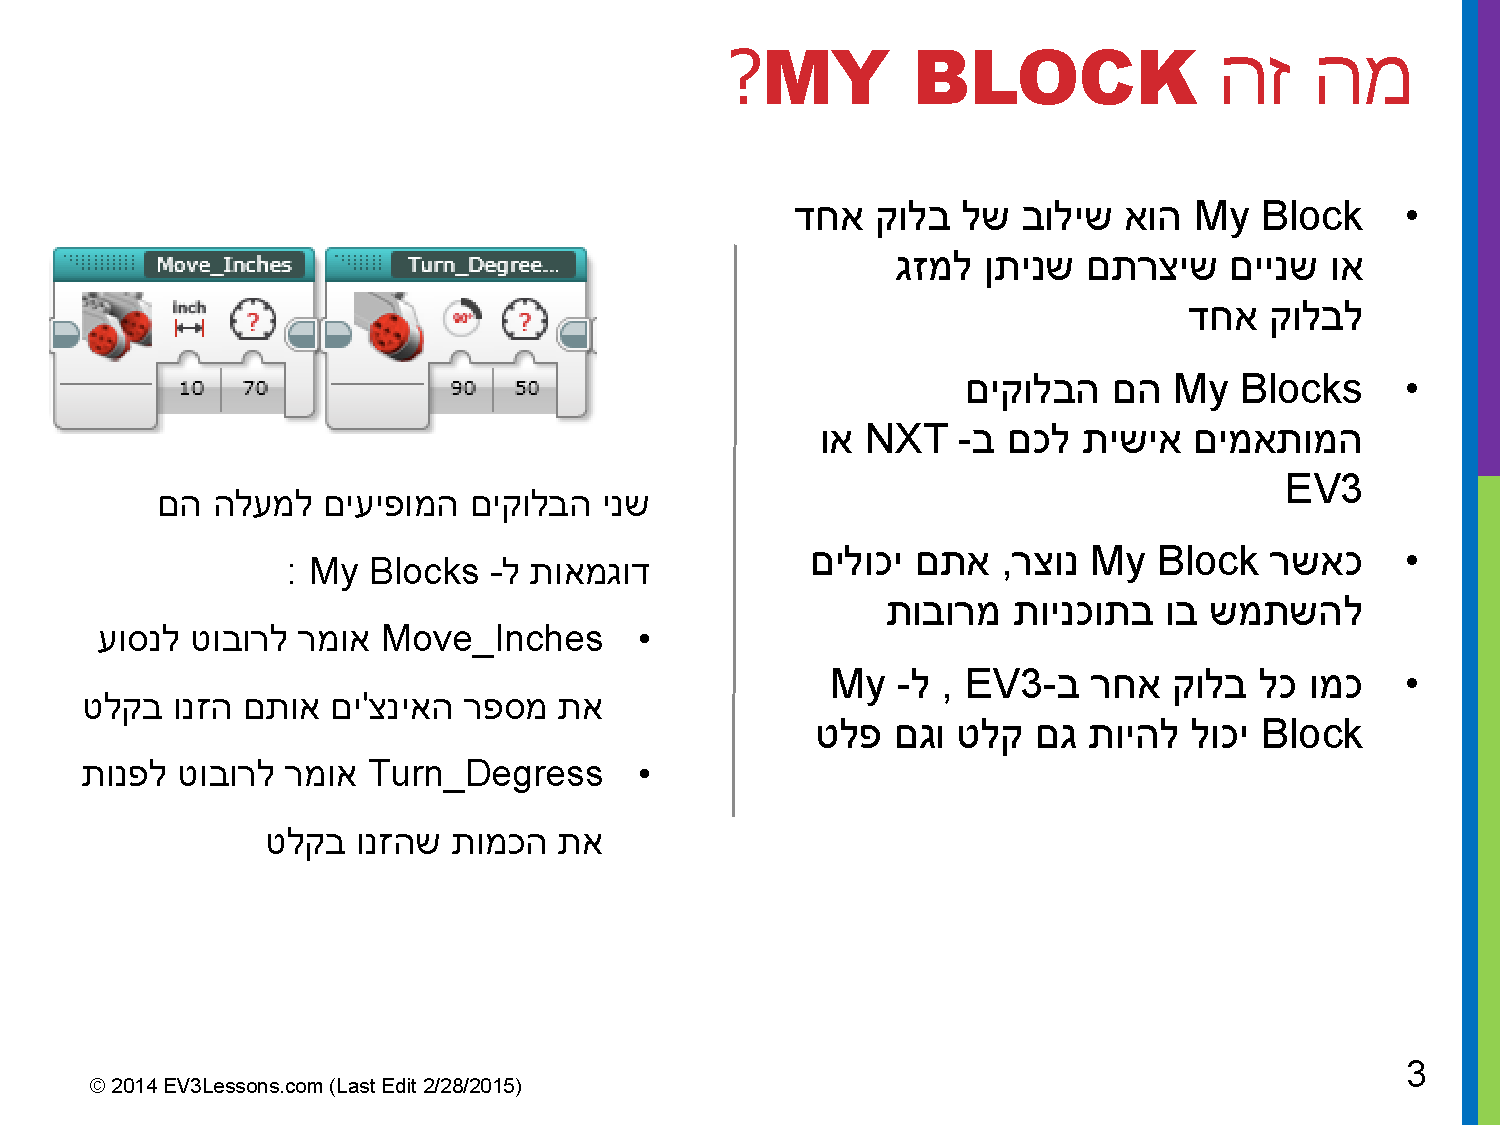 מה זה MY BLOCK?
• My Block הוא שילוב של בלוק אחד
או שניים שיצרתם שניתן למזג
לבלוק אחד
• My Blocks הם הבלוקים
המותאמים אישית לכם ב- NXT או
EV3
• כאשר My Block נוצר, אתם יכולים
להשתמש בו בתוכניות מרובות
• כמו כל בלוק אחר ב-EV3 , ל- My
Block יכול להיות גם קלט וגם פלט
Move_Inches Turn_Degree...
inch ? 90° ?
10 70 90 50
שני הבלוקים המופיעים למעלה הם
דוגמאות ל- My Blocks :
• Move_Inches אומר לרובוט לנסוע
את מספר האינצ'ים אותם הזנו בקלט
• Turn_Degress אומר לרובוט לפנות
את הכמות שהזנו בקלט
© 2014 EV3Lessons.com (Last Edit 2/28/2015)
3